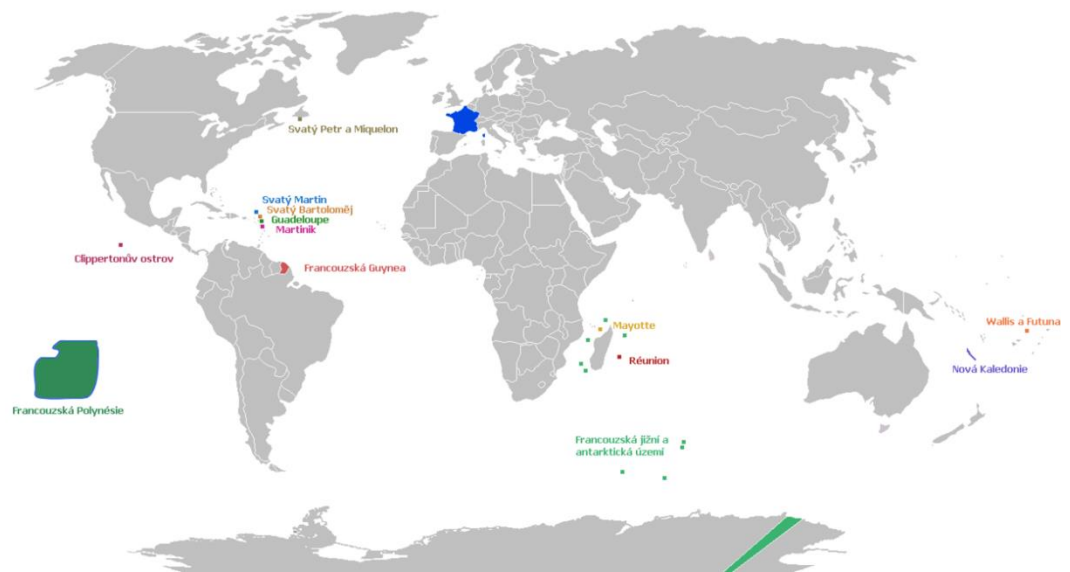 Svatý Petr a Miquelon
Svatý Martin
Svatý Bartoloměj
Guadeloupe
Martinik
Clippertonův ostrov
Francouzská Guynea
Mayotte
Wallis a Futuna
Réunion
Nová Kaledonie
Francouzská Polynésie
Francouzská jižní a
antarktická území